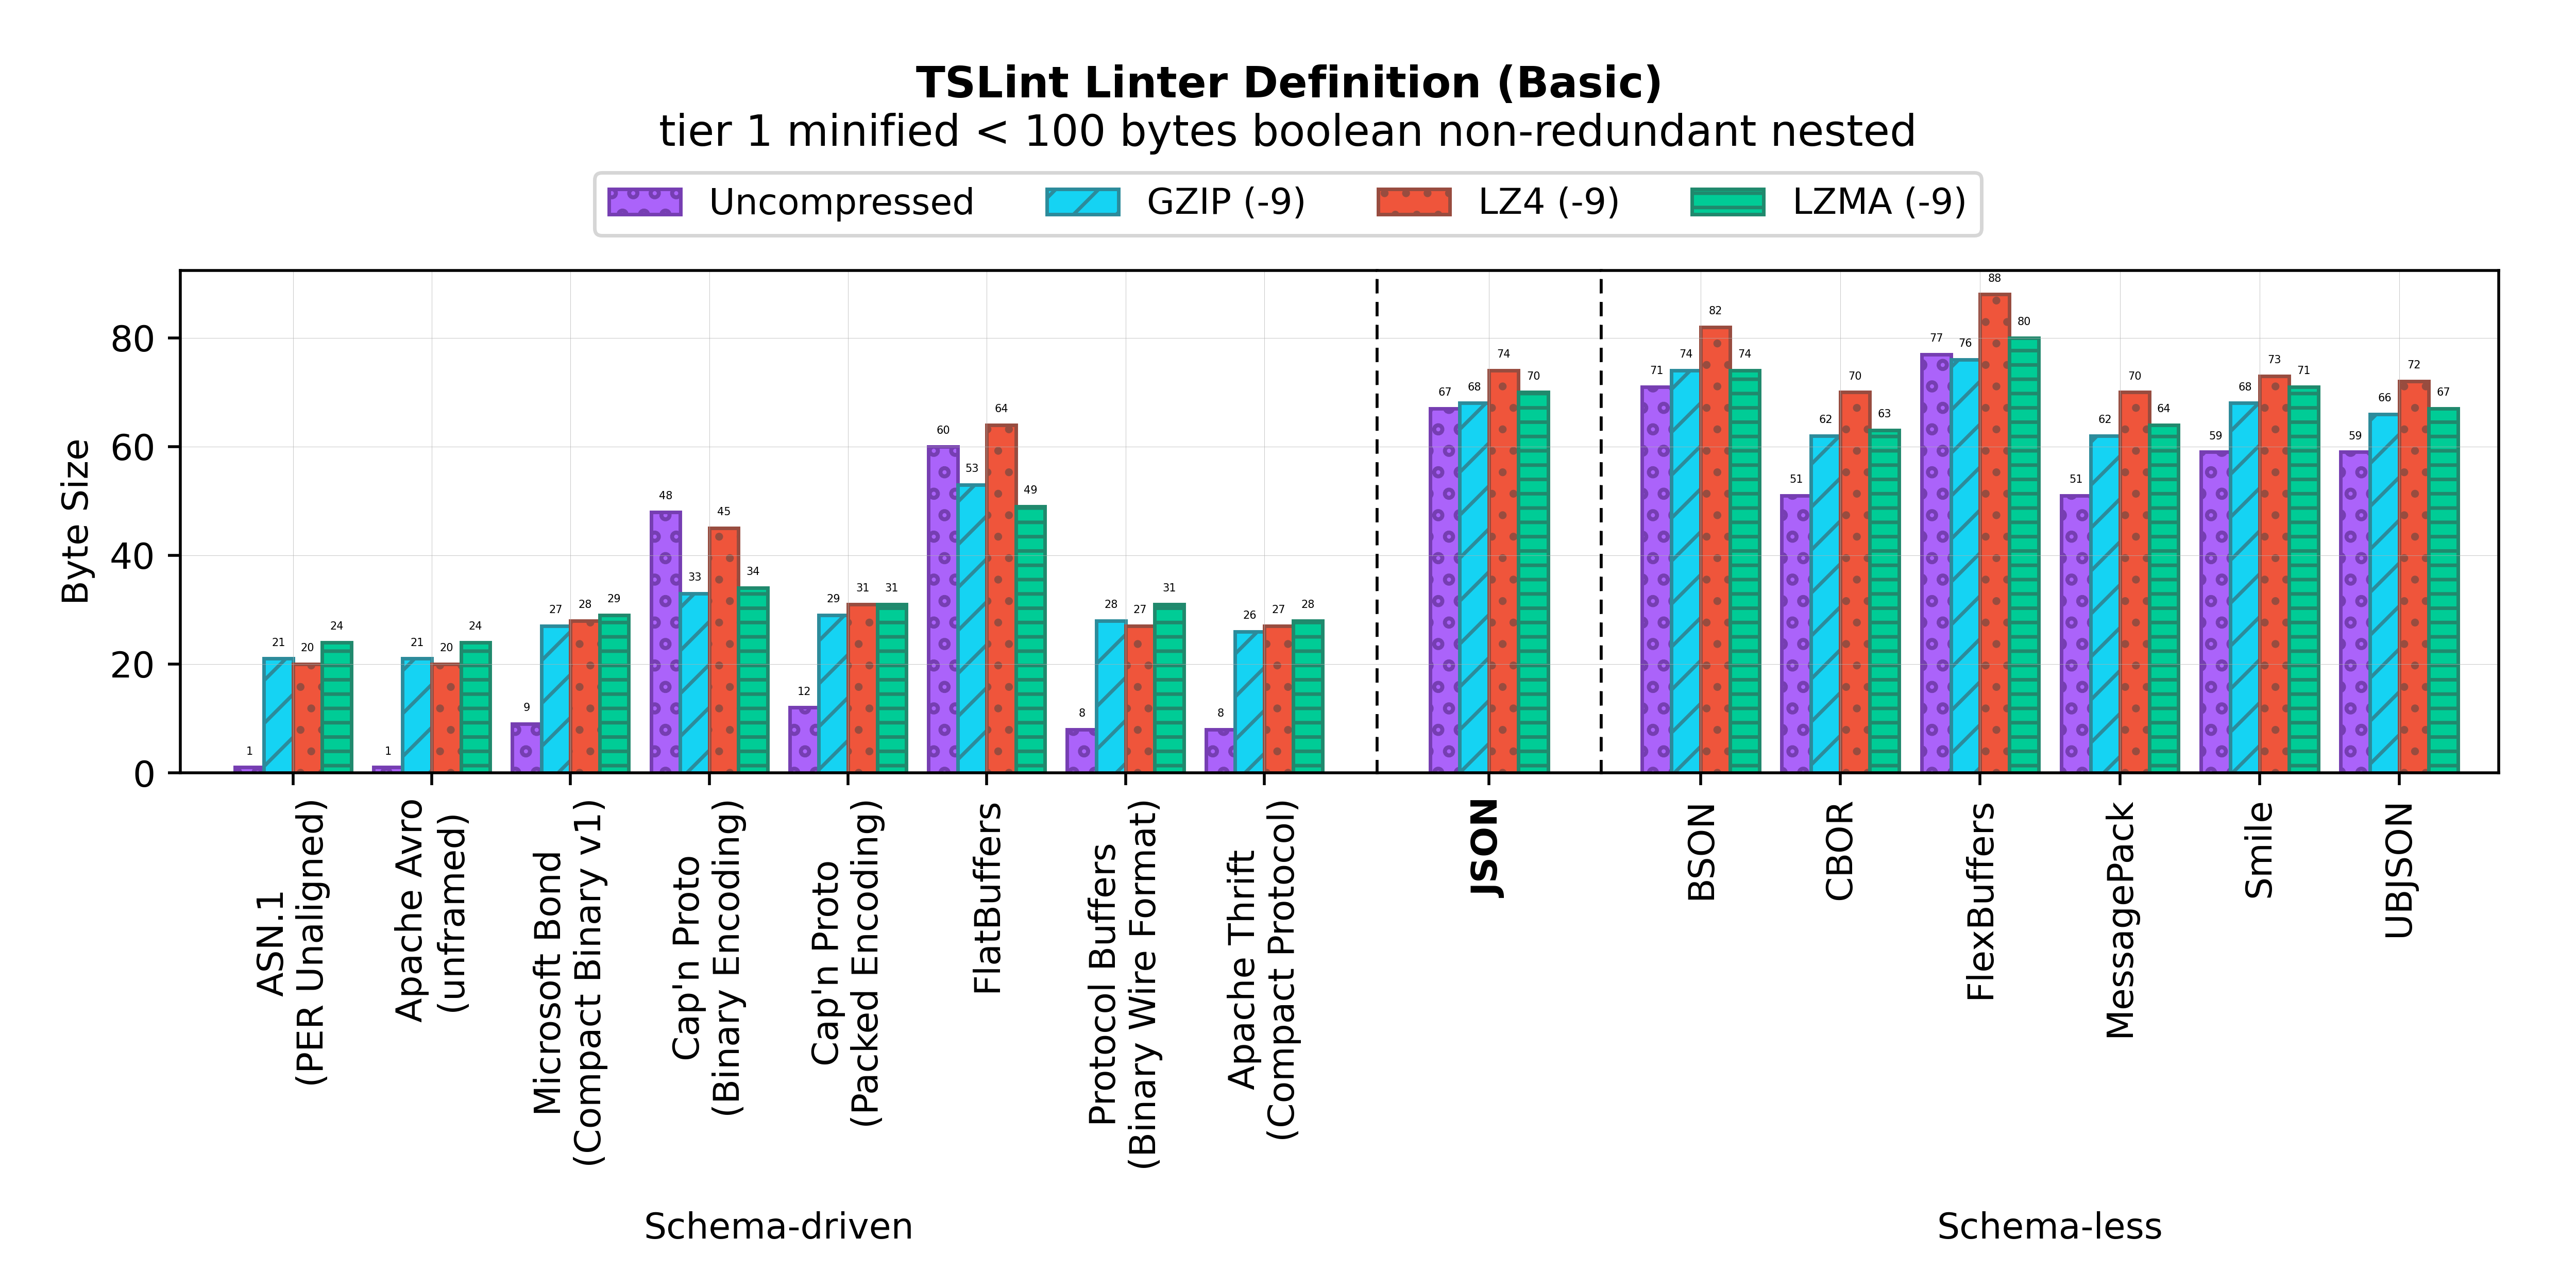 TSLint Linter Definition (Basic)
tier 1 minified < 100 bytes boolean non-redundant nested
Uncompressed
GZIP (-9)
LZ4 (-9)
LZMA (-9)
Byte Size
80
60
40
20
0
1 21 20 24
1 21 20 24
9 27 28 29
48 33 45 34
12 29 31 31
60 53 64 49
8 28 27 31
8 26 27 28
67 68 74 70
71 74 82 74
51 62 70 63
77 76 88 80
51 62 70 64
59 68 73 71
59 66 72 67
ASN.1
(PER Unaligned)
Apache Avro
(unframed)
Microsoft Bond
(Compact Binary v1)
Cap'n Proto
(Binary Encoding)
Cap'n Proto
(Packed Encoding)
FlatBuffers
Protocol Buffers
(Binary Wire Format)
Apache Thrift
(Compact Protocol)
JSON
BSON
CBOR
FlexBuffers
MessagePack
Smile
UBJSON
Schema-driven
Schema-less